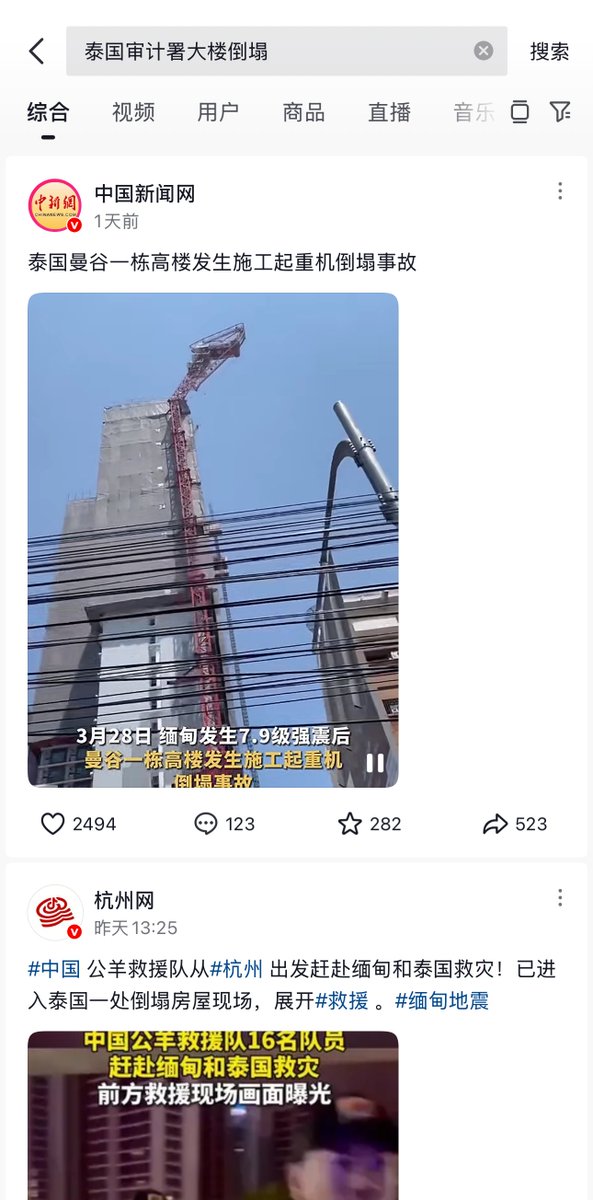 泰国审计署大楼倒塌
搜索
综合 视频 用户 商品 直播 音乐
中新網
CHINANEWS.COM
中国新闻网
1天前
泰国曼谷一栋高楼发生施工起重机倒塌事故
3月28日 缅甸发生7.9级强震后
曼谷一栋高楼发生施工起重机
倒塌事故
2494 123 282 523
杭州网
昨天13:25
#中国 公羊救援队从#杭州 出发赶赴缅甸和泰国救灾！已进
入泰国一处倒塌房屋现场，展开#救援 。#缅甸地震
中国公羊救援队16名队员
赶赴缅甸和泰国救灾
前方救援现场画面曝光